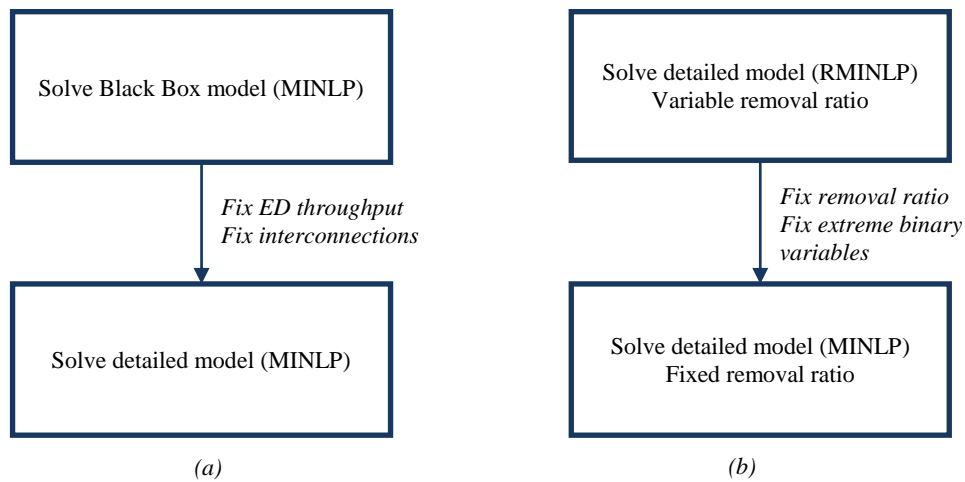 Solve Black Box model (MINLP)
Fix ED throughput
Fix interconnections
Solve detailed model (MINLP)
(a)
Solve detailed model (RMINLP)
Variable removal ratio
Fix removal ratio
Fix extreme binary
variables
Solve detailed model (MINLP)
Fixed removal ratio
(b)